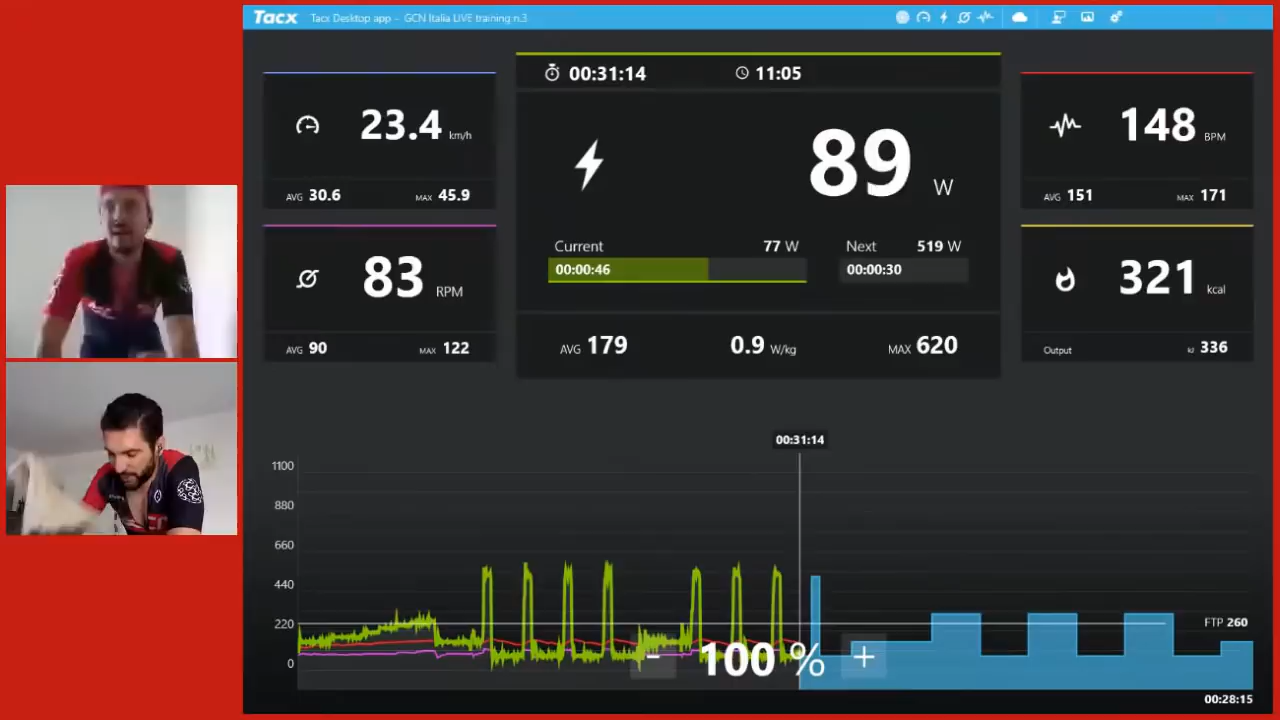 Tacx Tacx Desktop app – GCN Italia LIVE training n.3
00:31:14 11:05
23.4 km/h
AVG 30.6 MAX 45.9
89 W
148 BPM
AVG 151 MAX 171
83 RPM
AVG 90 MAX 122
Current 77 W Next 519 W
00:00:46 00:00:30
AVG 179 0.9 W/kg MAX 620
321 kcal
Output kJ 336
00:31:14
1100
880
660
440
220
0
FTP 260
- 100 % +
00:28:15